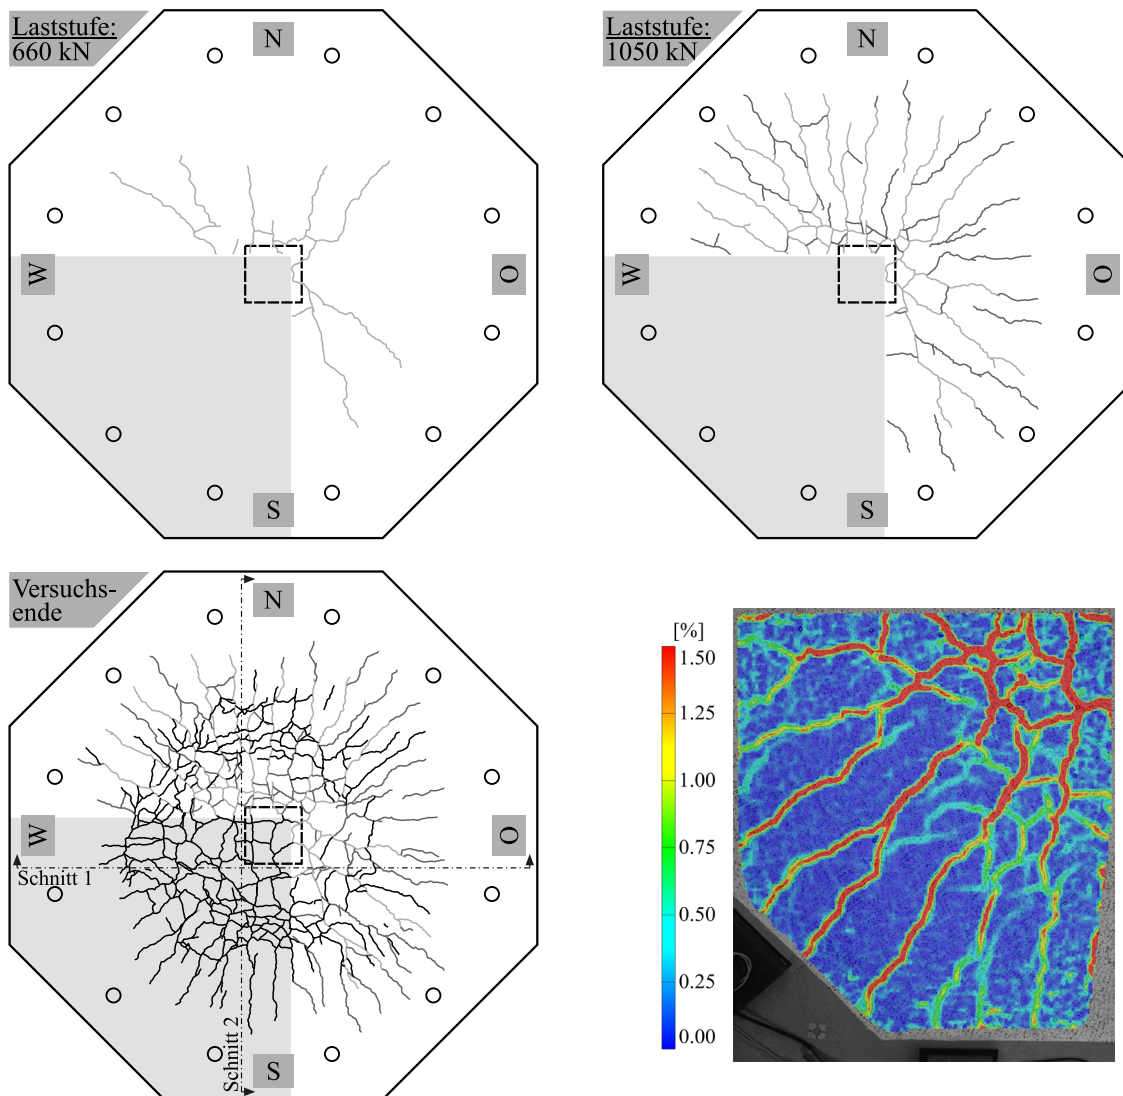 Laststufe:
660 kN
N
W
O
S
Laststufe:
1050 kN
N
W
O
S
Versuchs-
ende
N
W
O
S
Schnitt 1
Schnitt 2
[%]
1.50
1.25
1.00
0.75
0.50
0.25
0.00